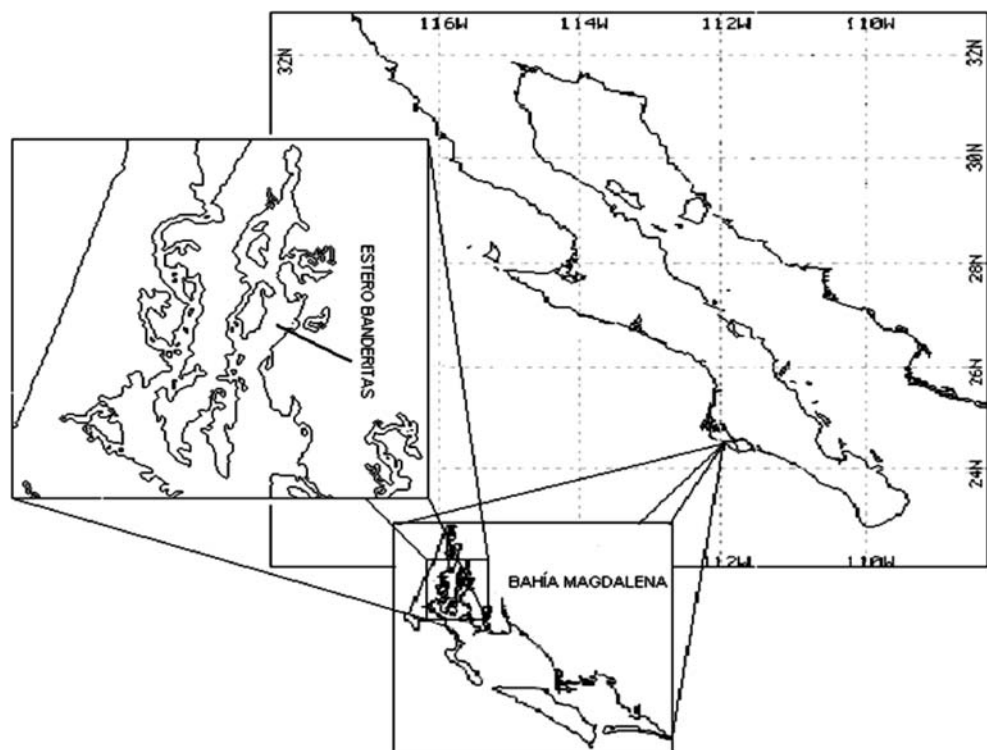 116W 114W 112W 110W
32N 32N
30N
28N
26N
24N
ESTERO BANDERITAS
112W 110W
BAHÍA MAGDALENA